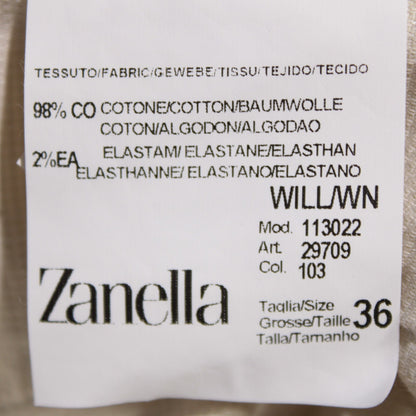 TESSUTO/FABRIC/GEWEBE/TISSU/TEJIDO/TECIDO
98% CO COTONE/COTTON/BAUMWOLLE
COTON/ALGODON/ALGODAO
2%EA ELASTAM/ ELASTANE/ELASTHAN
ELASTHANNE/ ELASTANO/ELASTANO
WILL/WN
Mod. 113022
Art. 29709
Col. 103
Zanella
Taglia/Size
Grosse/Taille 36
Talla/Tamanho